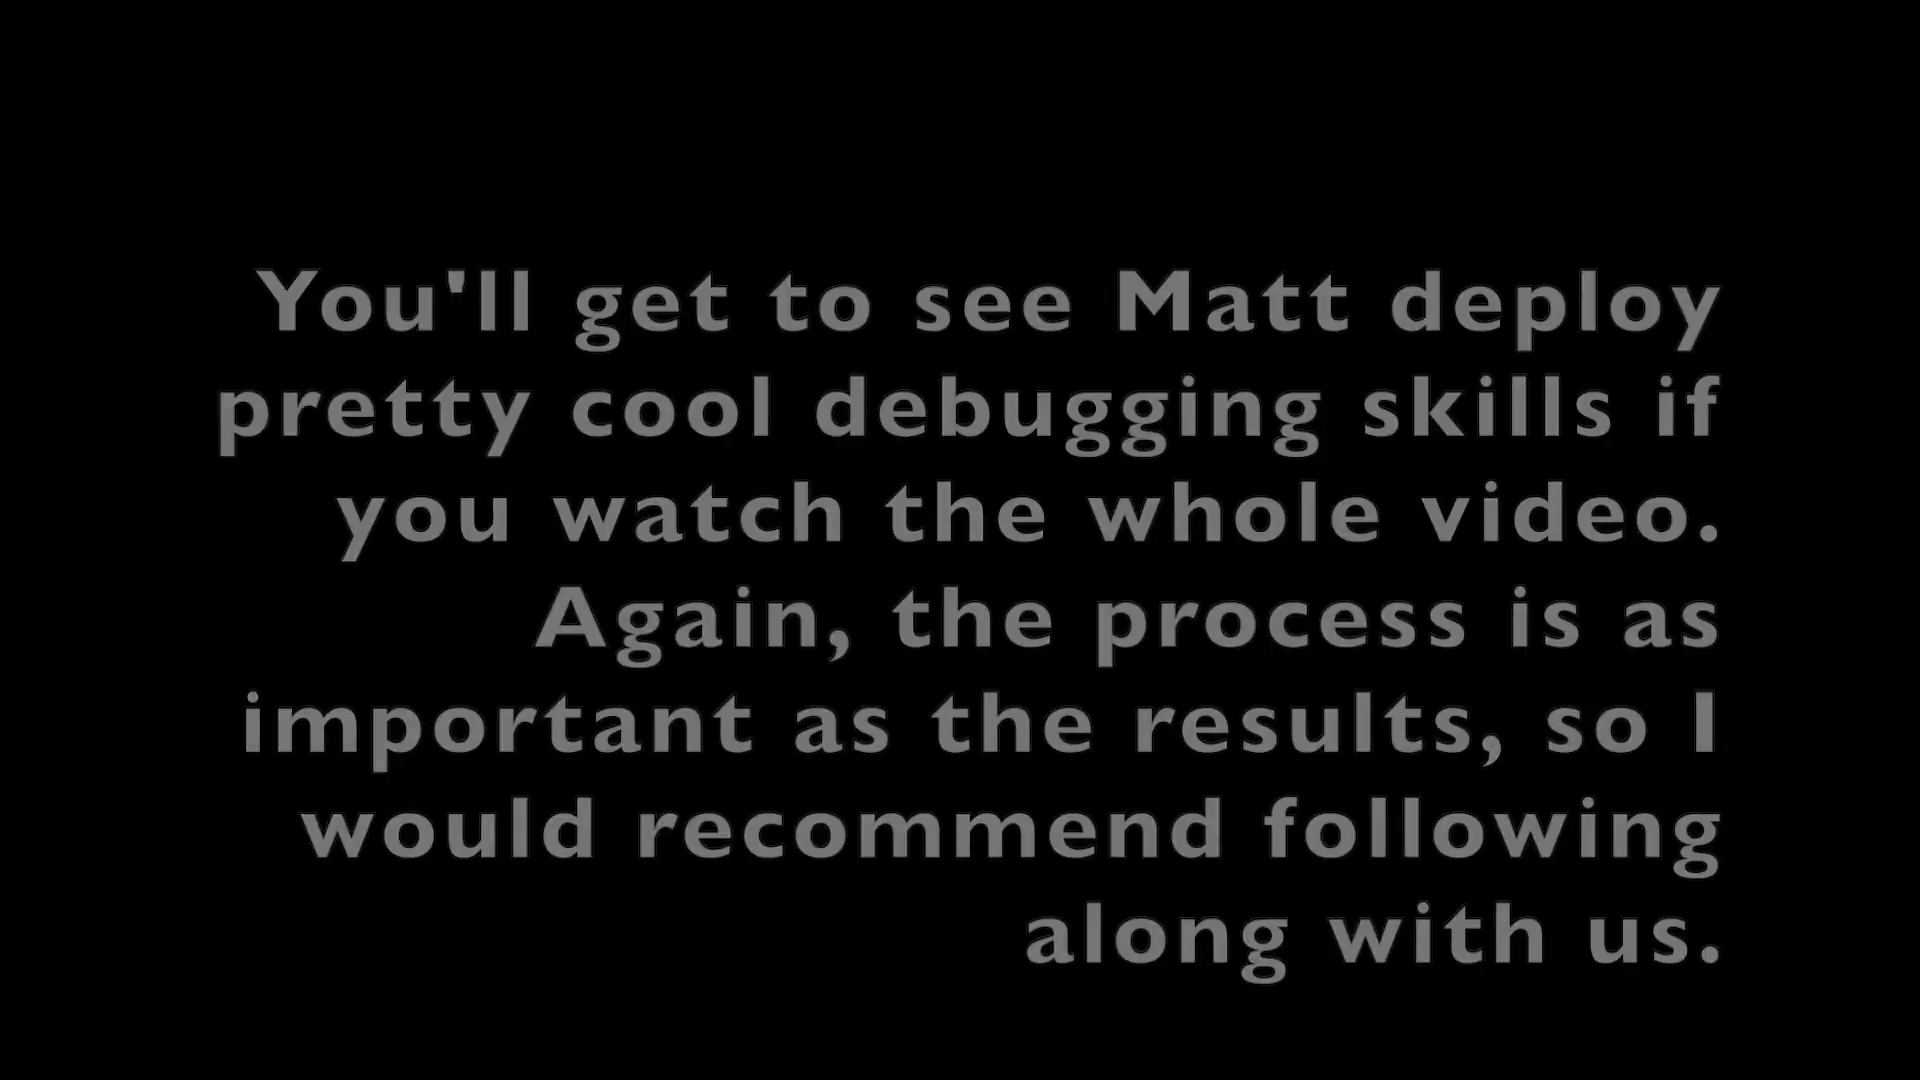 You'll get to see Matt deploy
pretty cool debugging skills if
you watch the whole video.
Again, the process is as
important as the results, so I
would recommend following
along with us.